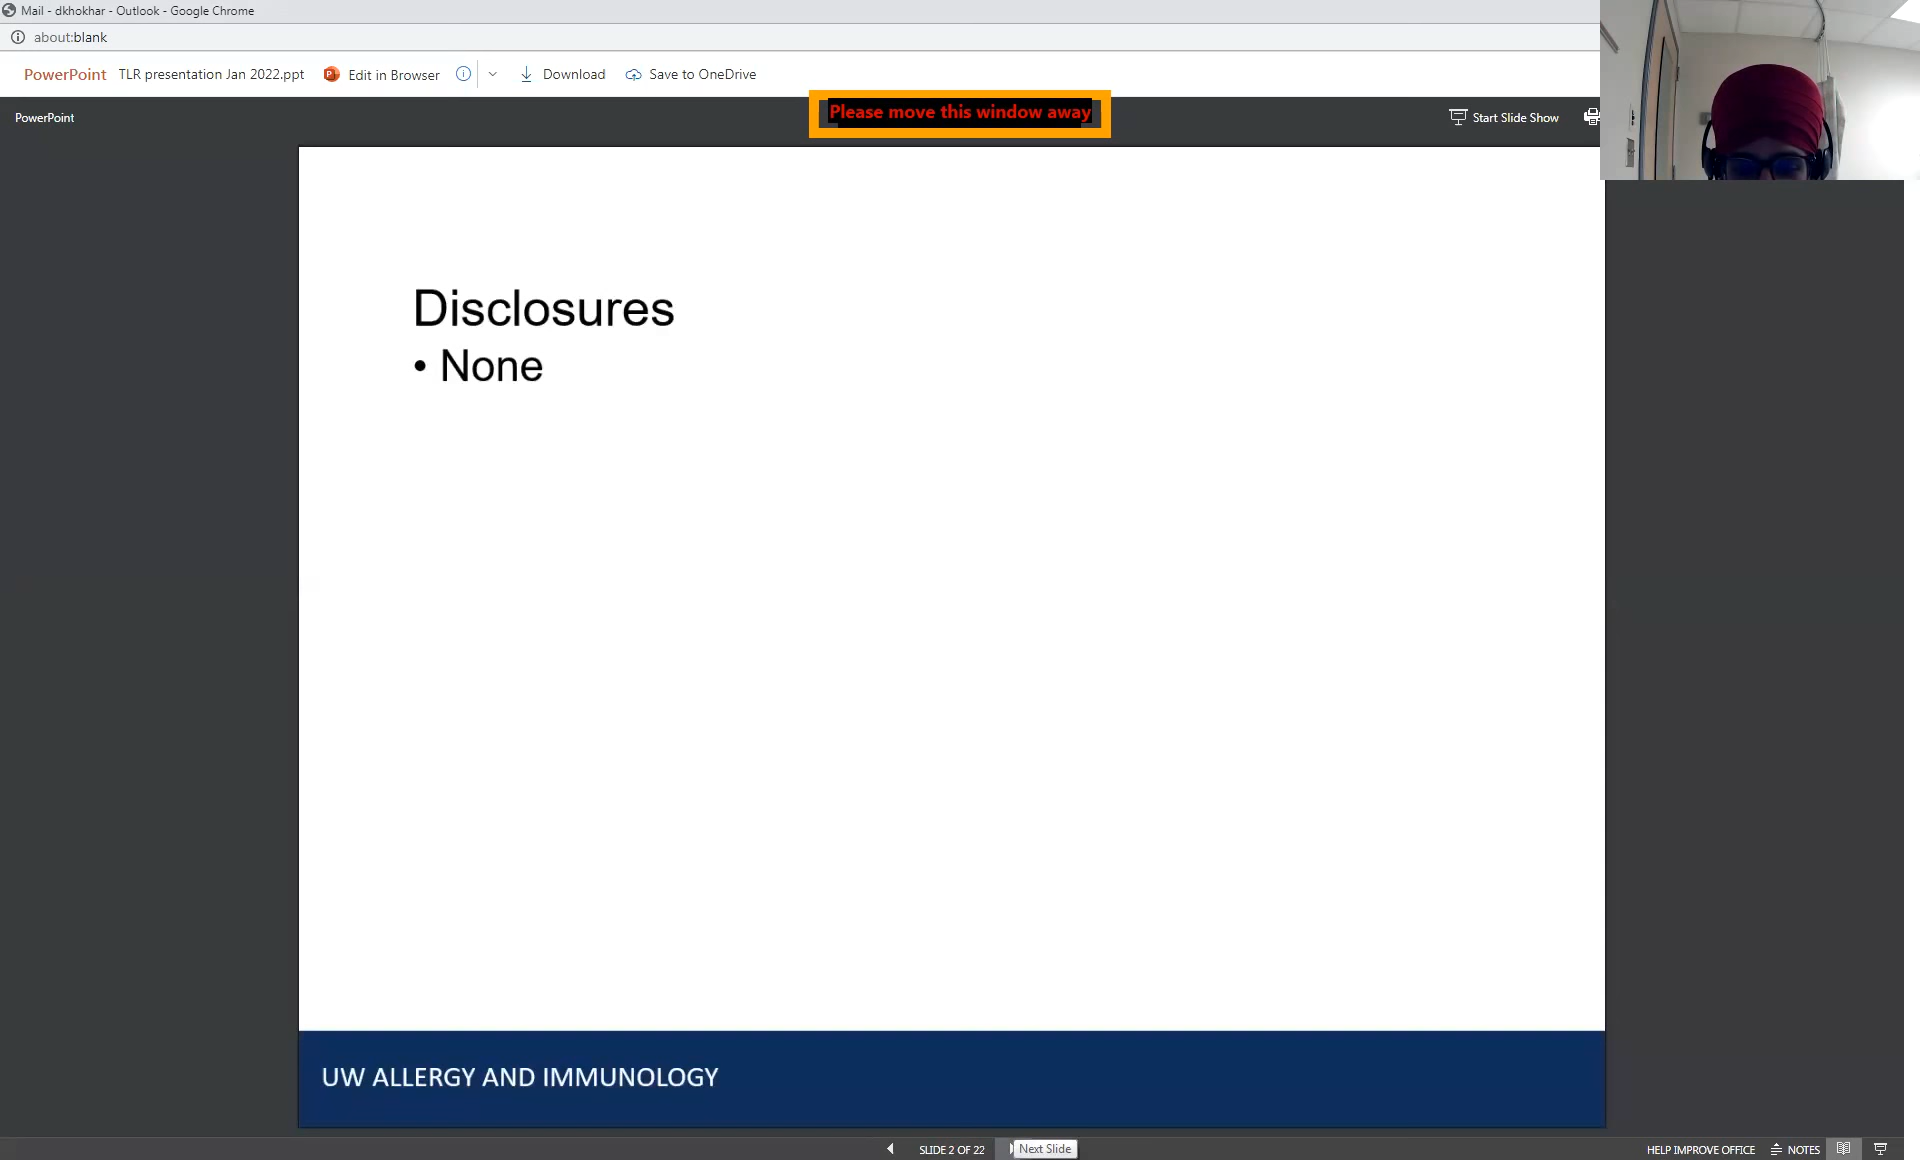 Mail - dkhokhar - Outlook - Google Chrome
about:blank
PowerPoint TLR presentation Jan 2022.ppt Edit in Browser Download Save to OneDrive
Please move this window away
PowerPoint Start Slide Show
Disclosures
• None
UW ALLERGY AND IMMUNOLOGY
SLIDE 2 OF 22 Next Slide HELP IMPROVE OFFICE NOTES